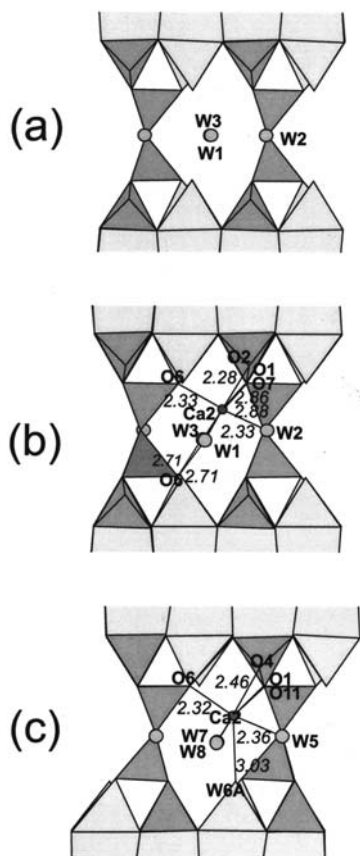 (a)
W3
W1
W2
(b)
O2
O1
O6
2.28
O7
2.86
2.33
Ca2
2.88
W3
2.33
W2
W1
2.71
2.71
(c)
O4
O6
O1
2.46
O11
2.32
Ca2
W7
2.36
W5
W8
3.03
W6A